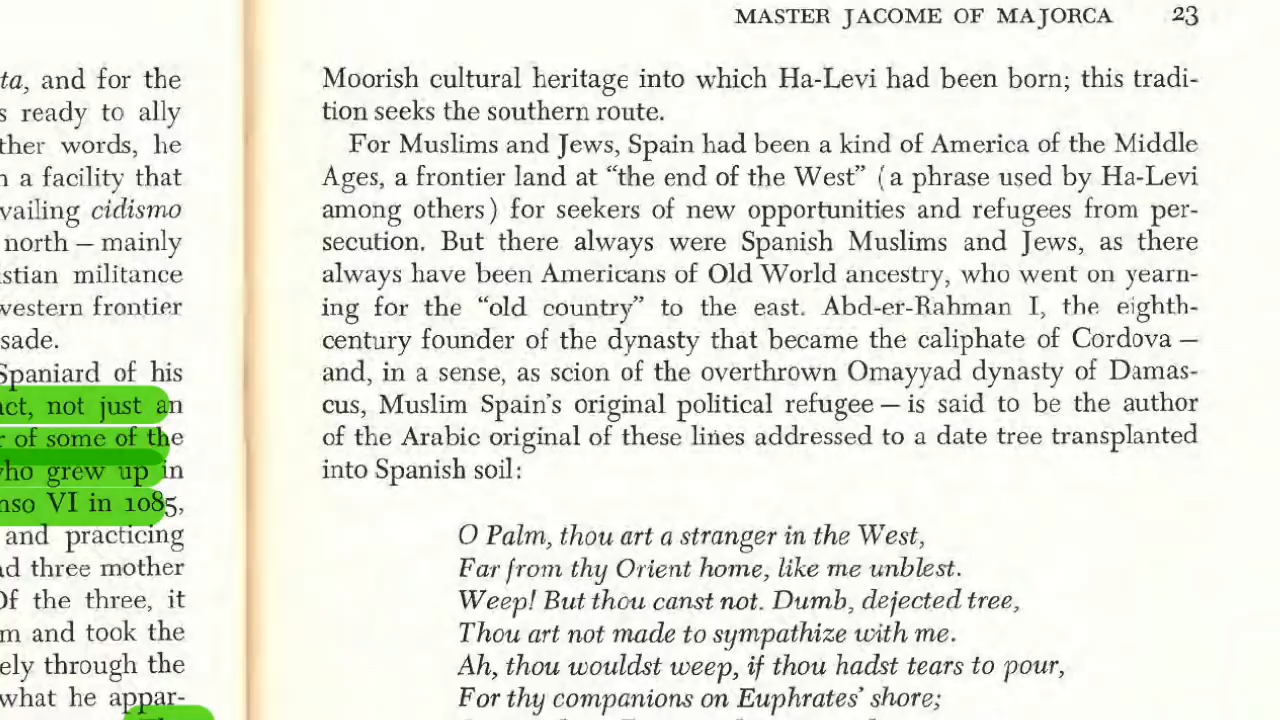 ta, and for the
s ready to ally
ther words, he
a facility that
vailing cidismo
north — mainly
stian militance
western frontier
sade.
Spaniard of his
act, not just an
r of some of the
who grew up in
nso VI in 1085,
and practicing
ad three mother
Of the three, it
m and took the
ely through the
what he appar-
MASTER JACOME OF MAJORCA 23
Moorish cultural heritage into which Ha-Levi had been born; this tradi-
tion seeks the southern route.
For Muslims and Jews, Spain had been a kind of America of the Middle
Ages, a frontier land at “the end of the West” (a phrase used by Ha-Levi
among others) for seekers of new opportunities and refugees from per-
secution. But there always were Spanish Muslims and Jews, as there
always have been Americans of Old World ancestry, who went on yearn-
ing for the “old country” to the east. Abd-er-Rahman I, the eighth-
century founder of the dynasty that became the caliphate of Cordova —
and, in a sense, as scion of the overthrown Omayyad dynasty of Damas-
cus, Muslim Spain’s original political refugee — is said to be the author
of the Arabic original of these lines addressed to a date tree transplanted
into Spanish soil:
O Palm, thou art a stranger in the West,
Far from thy Orient home, like me unblest.
Weep! But thou canst not. Dumb, dejected tree,
Thou art not made to sympathize with me.
Ah, thou wouldst weep, if thou hadst tears to pour,
For thy companions on Euphrates’ shore;